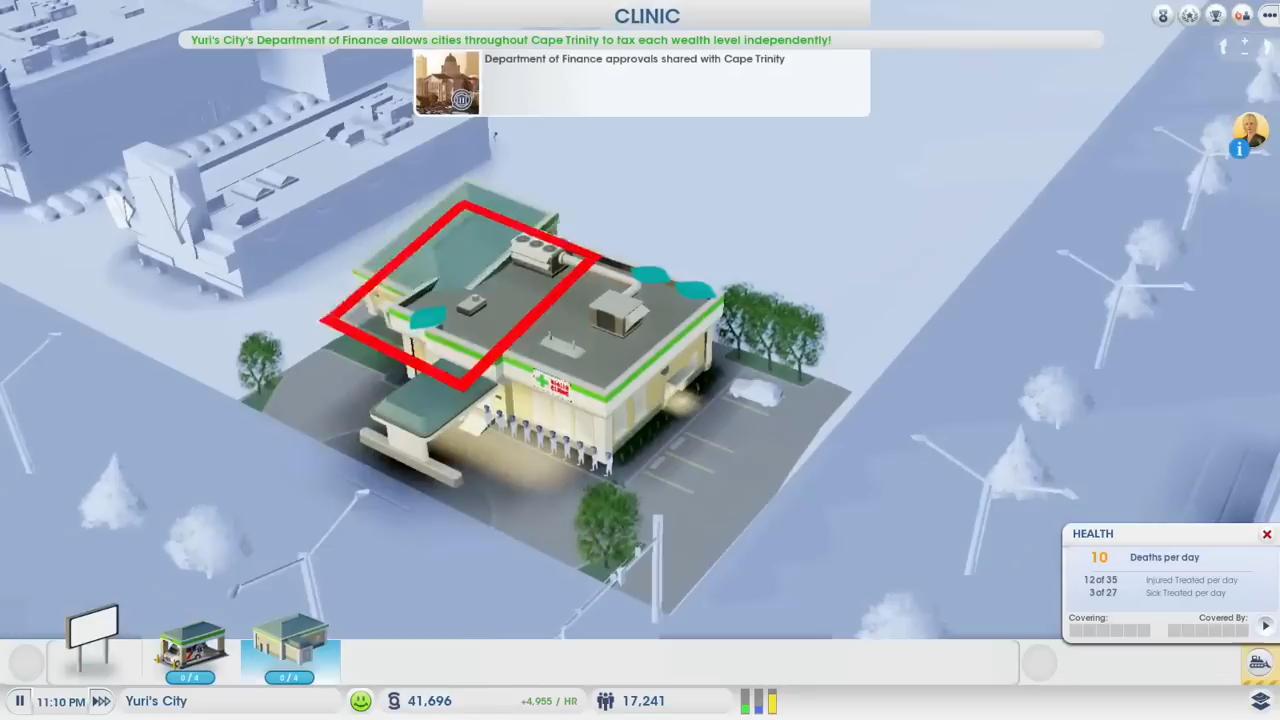 CLINIC
Yuri's City's Department of Finance allows cities throughout Cape Trinity to tax each wealth level independently!
Department of Finance approvals shared with Cape Trinity
HEALTH
10 Deaths per day
12 of 35 Injured Treated per day
3 of 27 Sick Treated per day
Covering: Covered By:
0 / 4
0 / 4
11:10 PM
Yuri's City
41,696
+4,955 / HR
17,241